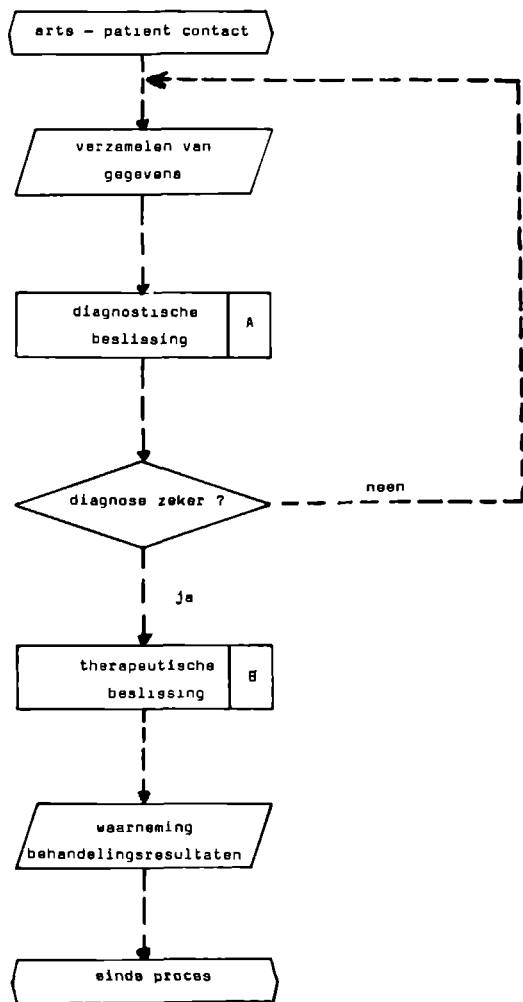 arts – patient contact
verzamelen van
gegevens
diagnostische
beslissing
A
diagnose zeker ?
neen
ja
therapeutische
beslissing
B
waarneming
behandelingsresultaten
einde proces